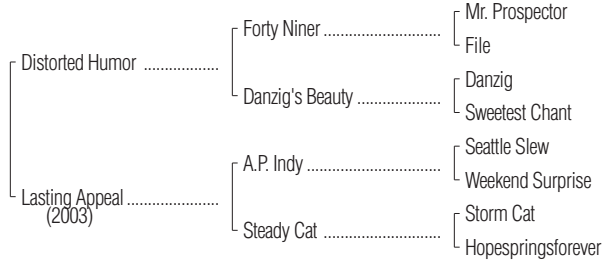 Mr. Prospector
Forty Niner ......................
File
Distorted Humor ..................
Danzig
Danzig's Beauty ...................
Sweetest Chant
Seattle Slew
A.P. Indy ..............................
Weekend Surprise
Lasting Appeal ......................
(2003)
Storm Cat
Steady Cat .........................
Hopespringsforever